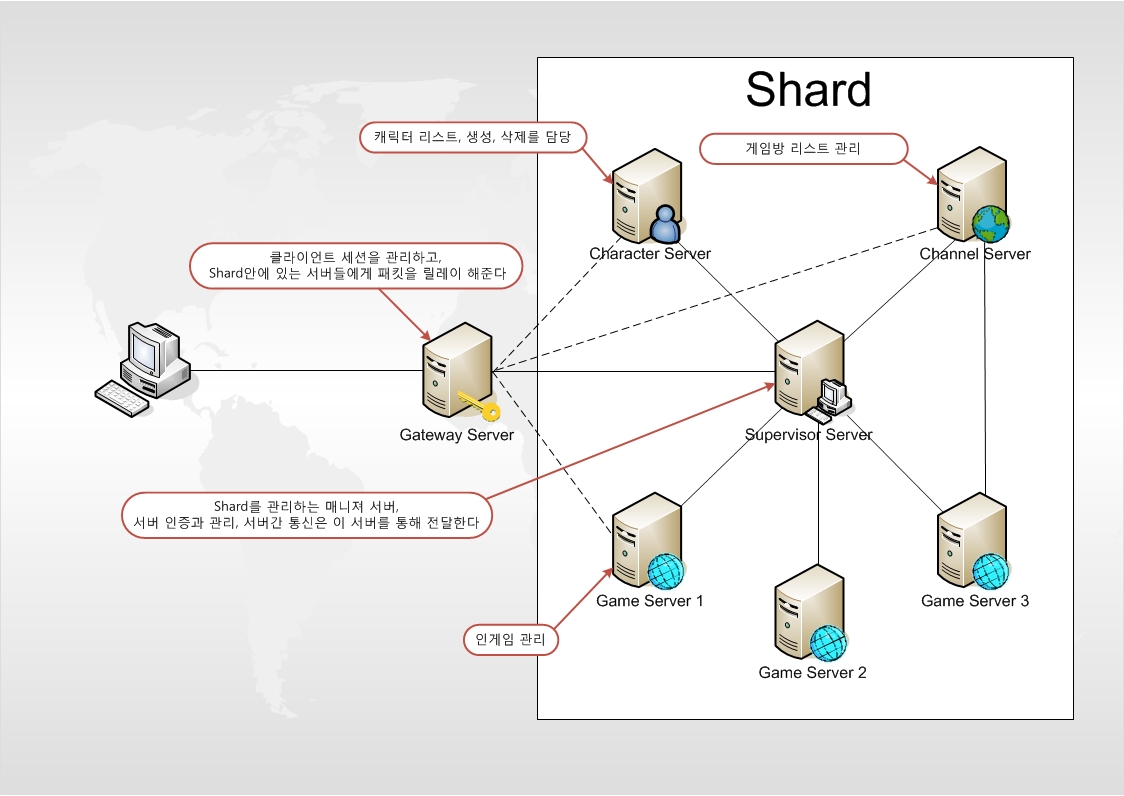 Shard
캐릭터 리스트, 생성, 삭제를 담당
게임방 리스트 관리
Character Server
Channel Server
클라이언트 세션을 관리하고,
Shard안에 있는 서버들에게 패킷을 릴레이 해준다
Gateway Server
Supervisor Server
Shard를 관리하는 매니져 서버,
서버 인증과 관리, 서버간 통신은 이 서버를 통해 전달한다
Game Server 1
Game Server 3
인게임 관리
Game Server 2